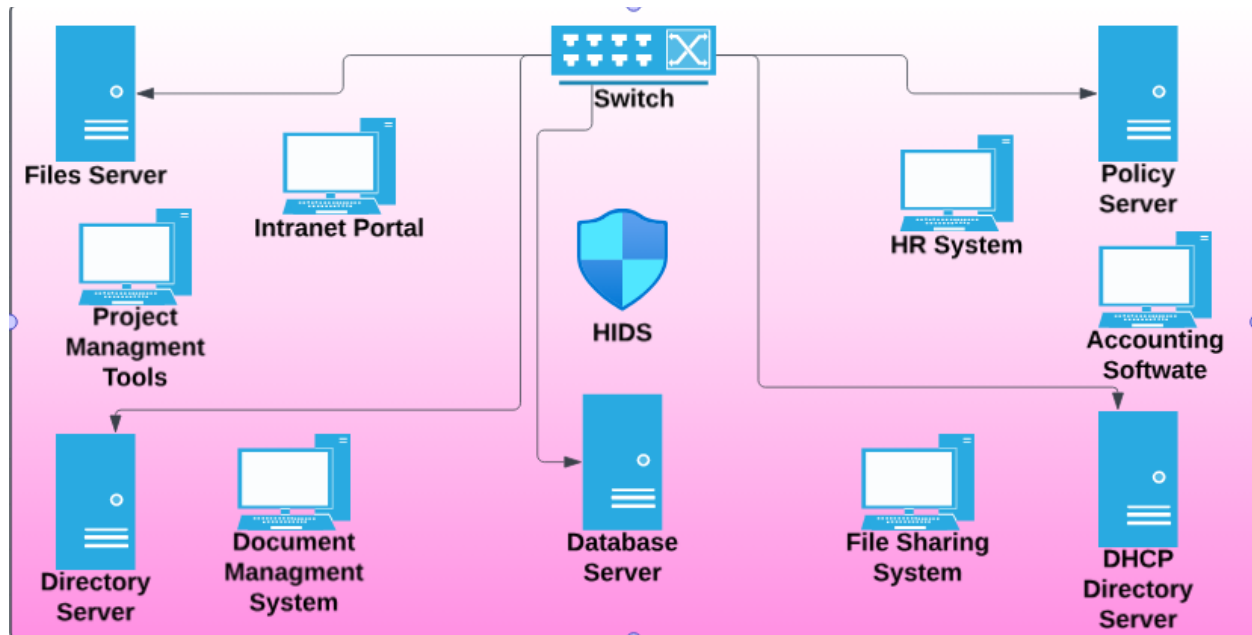 Switch
Files Server
Policy
Server
Intranet Portal
HR System
Project
Managment
Tools
HIDS
Accounting
Softwate
Directory
Server
Document
Managment
System
Database
Server
File Sharing
System
DHCP
Directory
Server